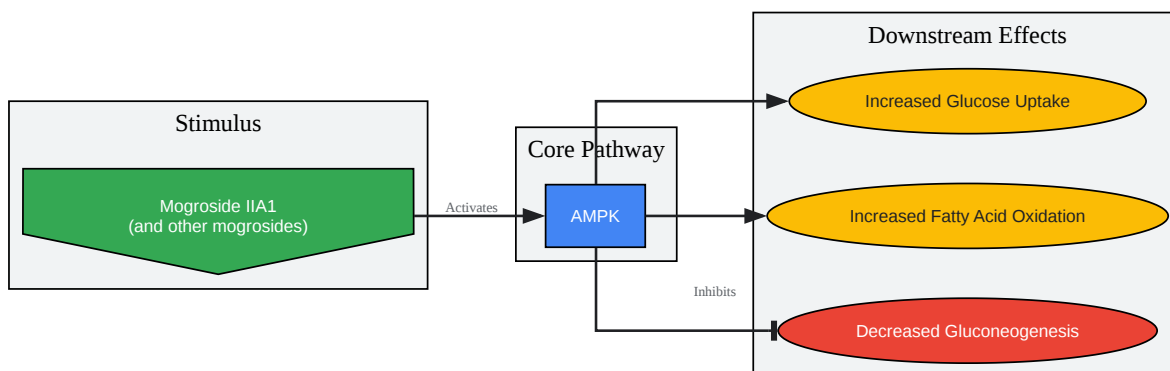 Stimulus
Mogroside IIA1
(and other mogrosides)
Activates
Core Pathway
AMPK
Inhibits
Downstream Effects
Increased Glucose Uptake
Increased Fatty Acid Oxidation
Decreased Gluconeogenesis